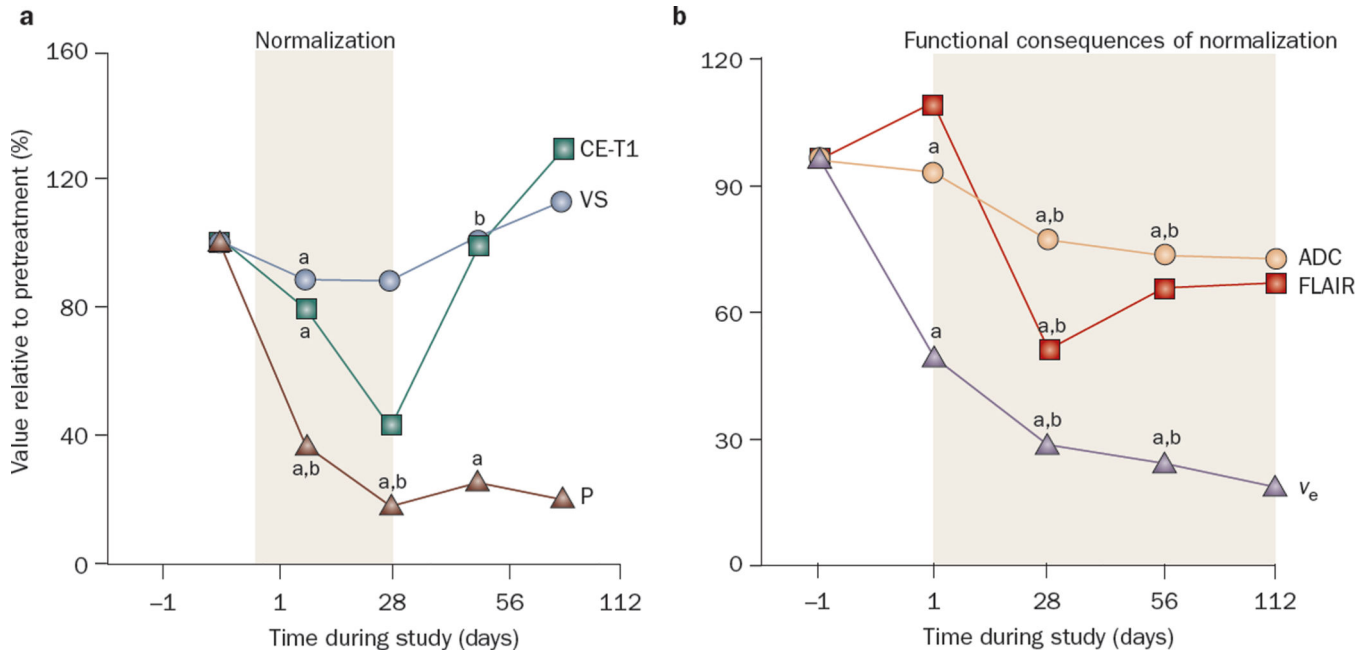 a
Normalization
160
120
80
40
0
Value relative to pretreatment (%)
a
a
a,b
a,b
a
b
CE-T1
VS
P
–1 1 28 56 112
Time during study (days)
b
Functional consequences of normalization
120
90
60
30
0
a
a
a,b
a,b
a,b
a,b
a,b
ADC
FLAIR
ve
–1 1 28 56 112
Time during study (days)